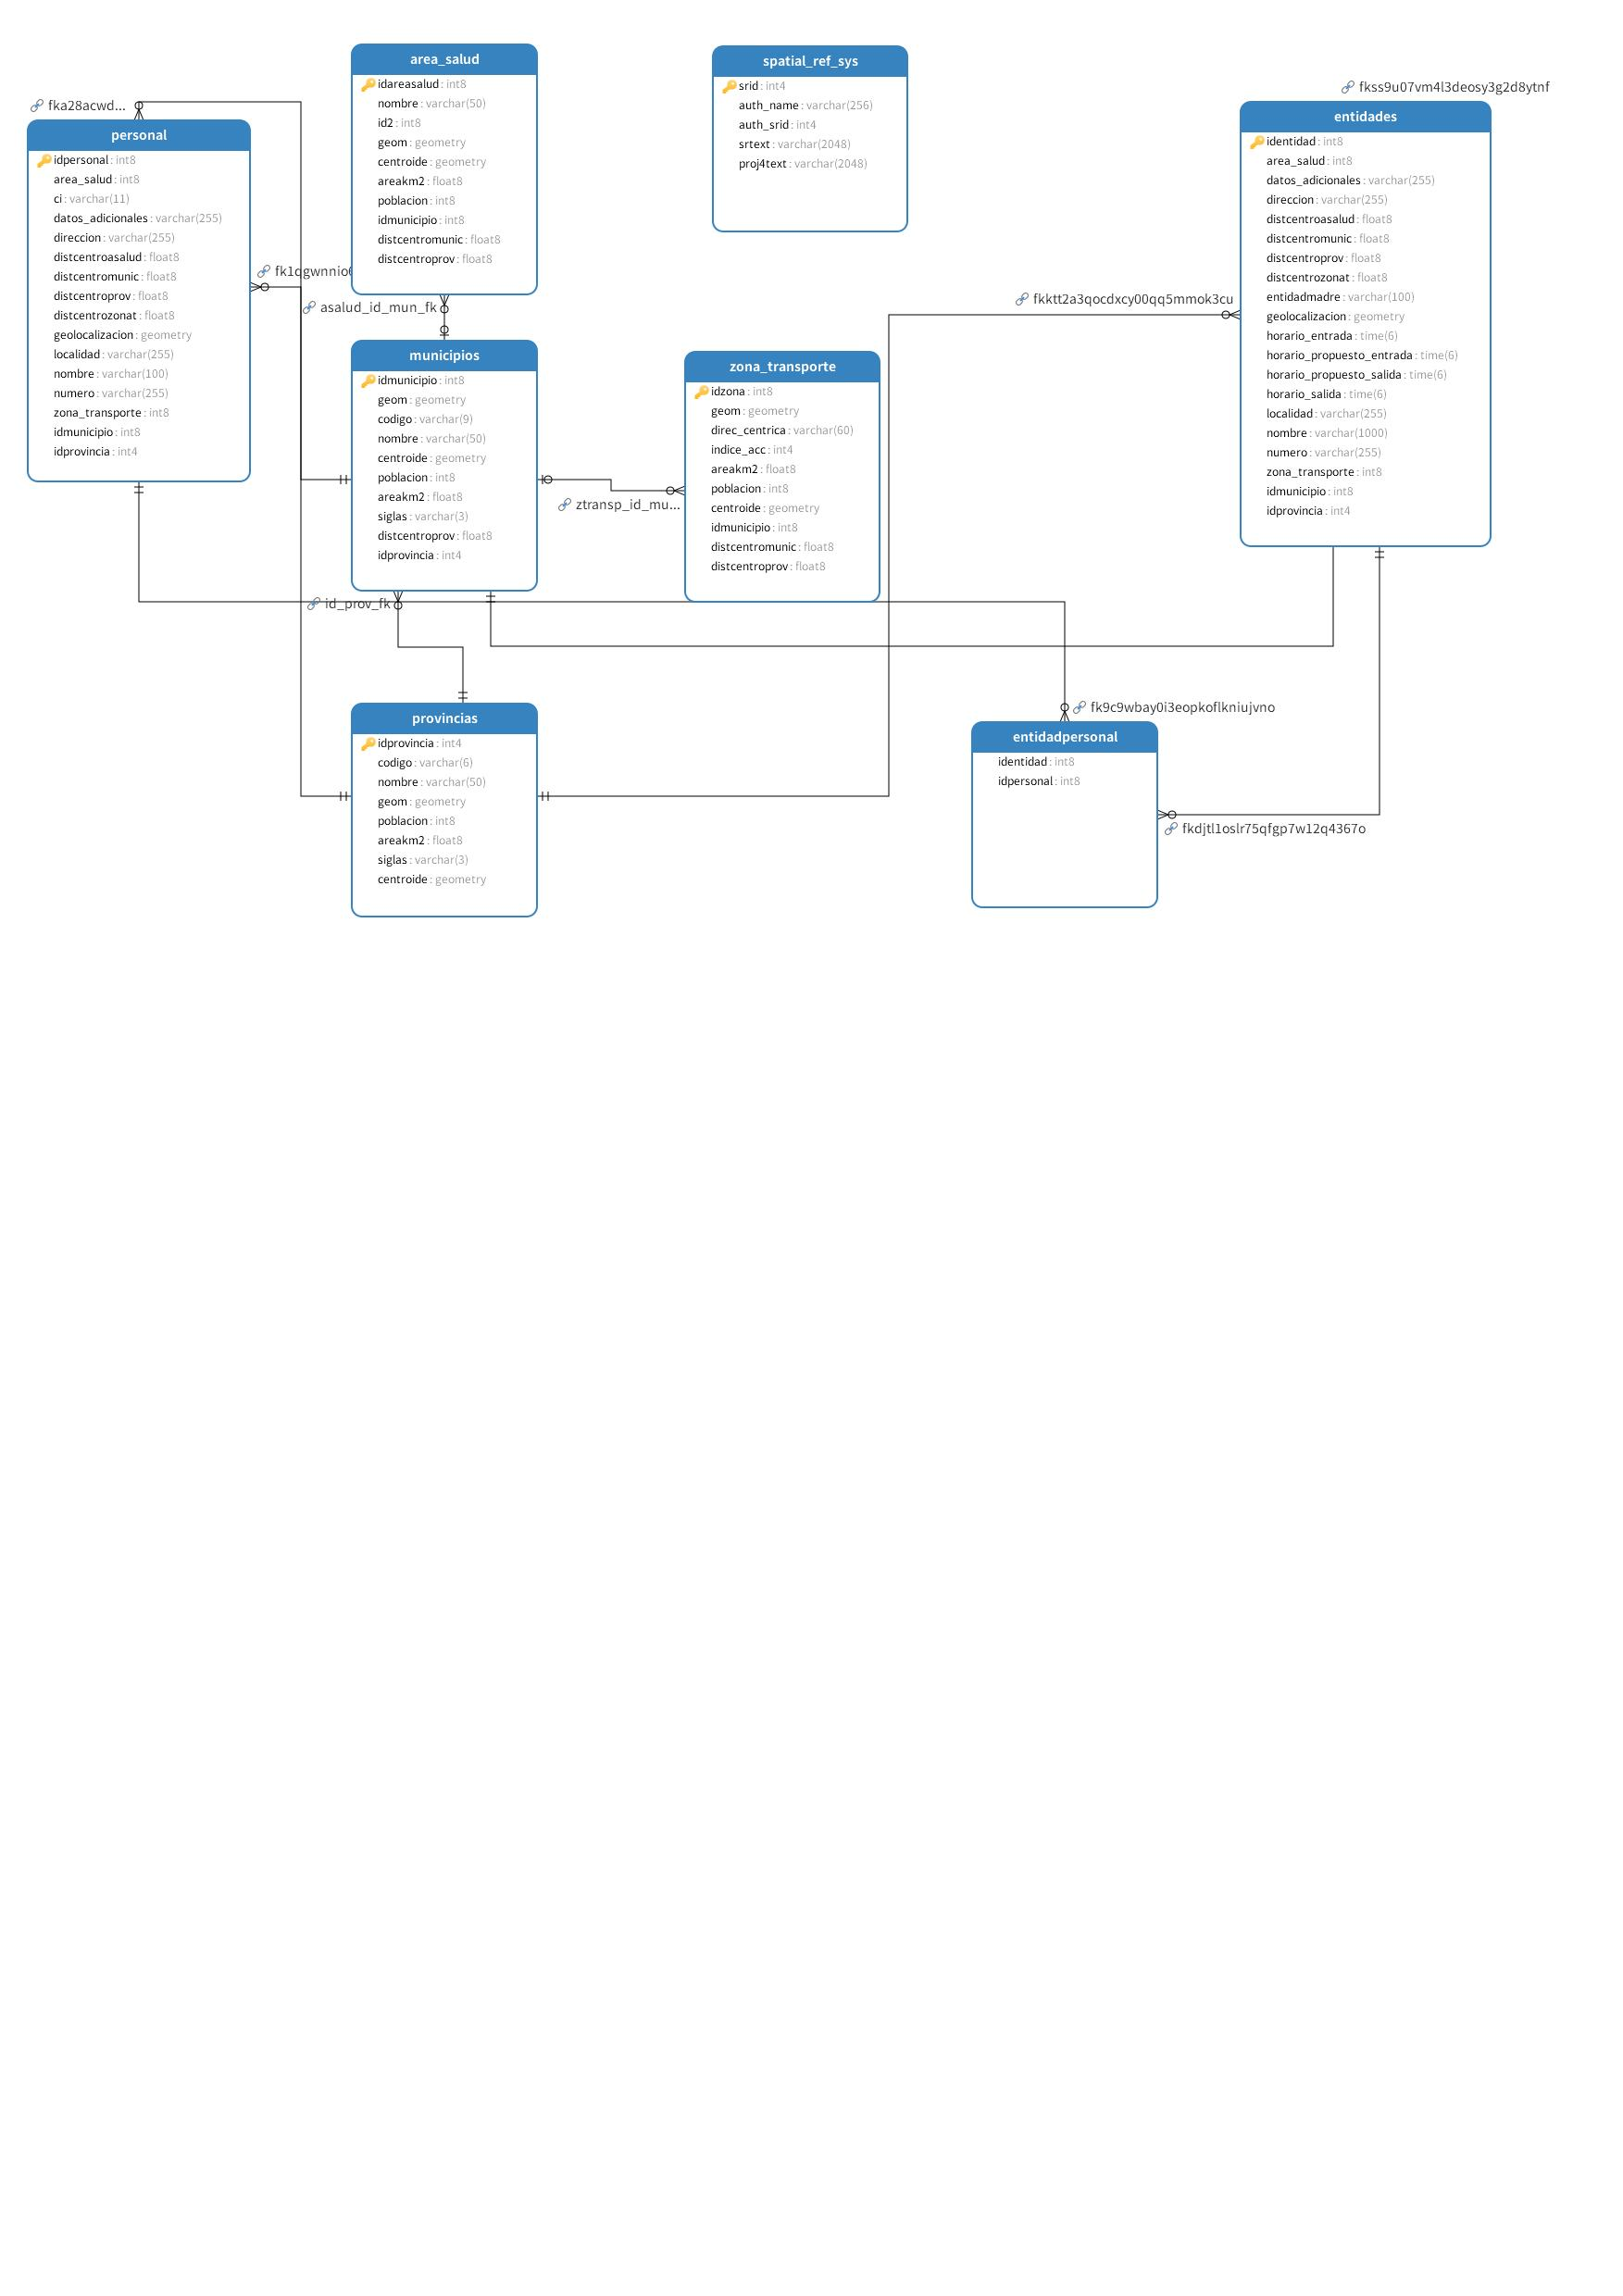 area_salud
idareasalud : int8
nombre : varchar(50)
id2 : int8
geom : geometry
centroide : geometry
areakm2 : float8
poblacion : int8
idmunicipio : int8
distcentromunic : float8
distcentroprov : float8
spatial_ref_sys
srid : int4
auth_name : varchar(256)
auth_srid : int4
srtext : varchar(2048)
proj4text : varchar(2048)
fkss9u07vm4l3deosy3g2d8ytnf
entidades
identidad : int8
area_salud : int8
datos_adicionales : varchar(255)
direccion : varchar(255)
distcentroasalud : float8
distcentromunic : float8
distcentroprov : float8
distcentrozonat : float8
entidadmadre : varchar(100)
geolocalizacion : geometry
horario_entrada : time(6)
horario_propuesto_entrada : time(6)
horario_propuesto_salida : time(6)
horario_salida : time(6)
localidad : varchar(255)
nombre : varchar(1000)
numero : varchar(255)
zona_transporte : int8
idmunicipio : int8
idprovincia : int4
fka28acwd...
personal
idpersonal : int8
area_salud : int8
ci : varchar(11)
datos_adicionales : varchar(255)
direccion : varchar(255)
distcentroasalud : float8
distcentromunic : float8
distcentroprov : float8
distcentrozonat : float8
geolocalizacion : geometry
localidad : varchar(255)
nombre : varchar(100)
numero : varchar(255)
zona_transporte : int8
idmunicipio : int8
idprovincia : int4
asalud_id_mun_fk
fkktt2a3qocdxcy00qq5mmok3cu
municipios
idmunicipio : int8
geom : geometry
codigo : varchar(9)
nombre : varchar(50)
centroide : geometry
poblacion : int8
areakm2 : float8
siglas : varchar(3)
distcentroprov : float8
idprovincia : int4
zona_transporte
idzona : int8
geom : geometry
direc_centrica : varchar(60)
indice_acc : int4
areakm2 : float8
poblacion : int8
centroide : geometry
idmunicipio : int8
distcentromunic : float8
distcentroprov : float8
ztransp_id_mu...
id_prov_fk
provincias
idprovincia : int4
codigo : varchar(6)
nombre : varchar(50)
geom : geometry
poblacion : int8
areakm2 : float8
siglas : varchar(3)
centroide : geometry
fk9c9wbay0i3eopkoflkniujvno
entidadpersonal
identidad : int8
idpersonal : int8
fkdjtl1oslr75qfgp7w12q4367o